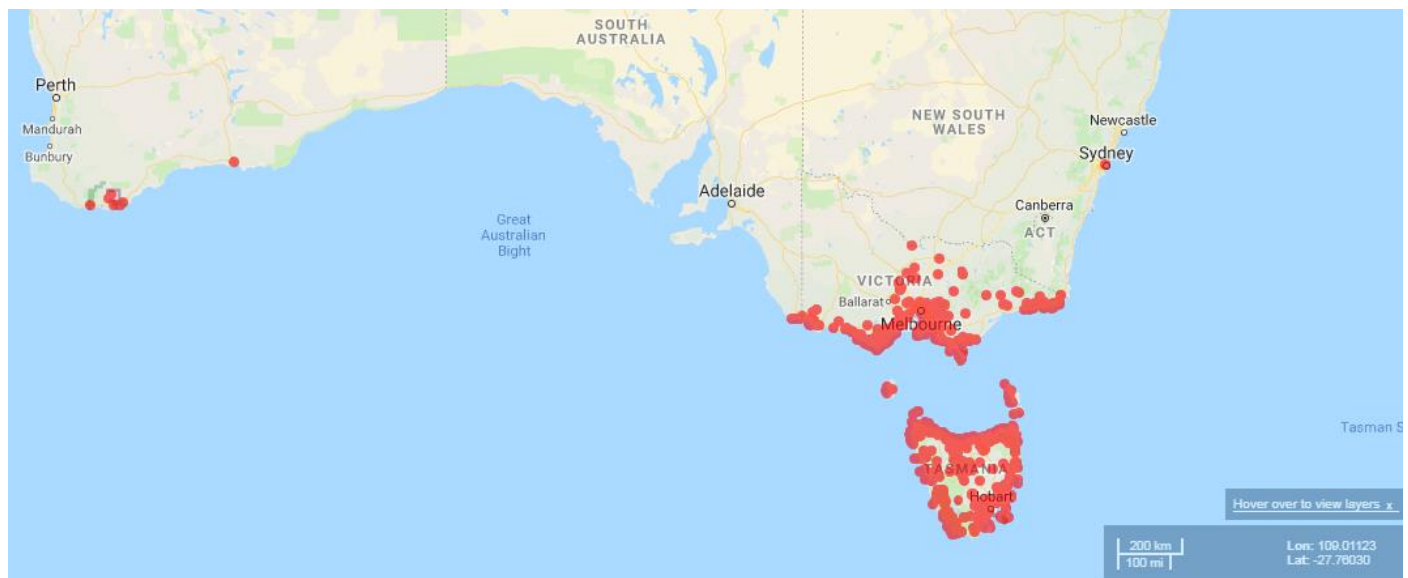 SOUTH
AUSTRALIA
Perth
Mandurah
Bunbury
NEW SOUTH
WALES
Newcastle
Sydney
Adelaide
Canberra
ACT
Great
Australian
Bight
VICTORIA
Ballarat
Melbourne
Tasman S
TASMANIA
Hobart
Hover over to view layers x
200 km
100 mi
Lon: 109.01123
Lat: -27.76030